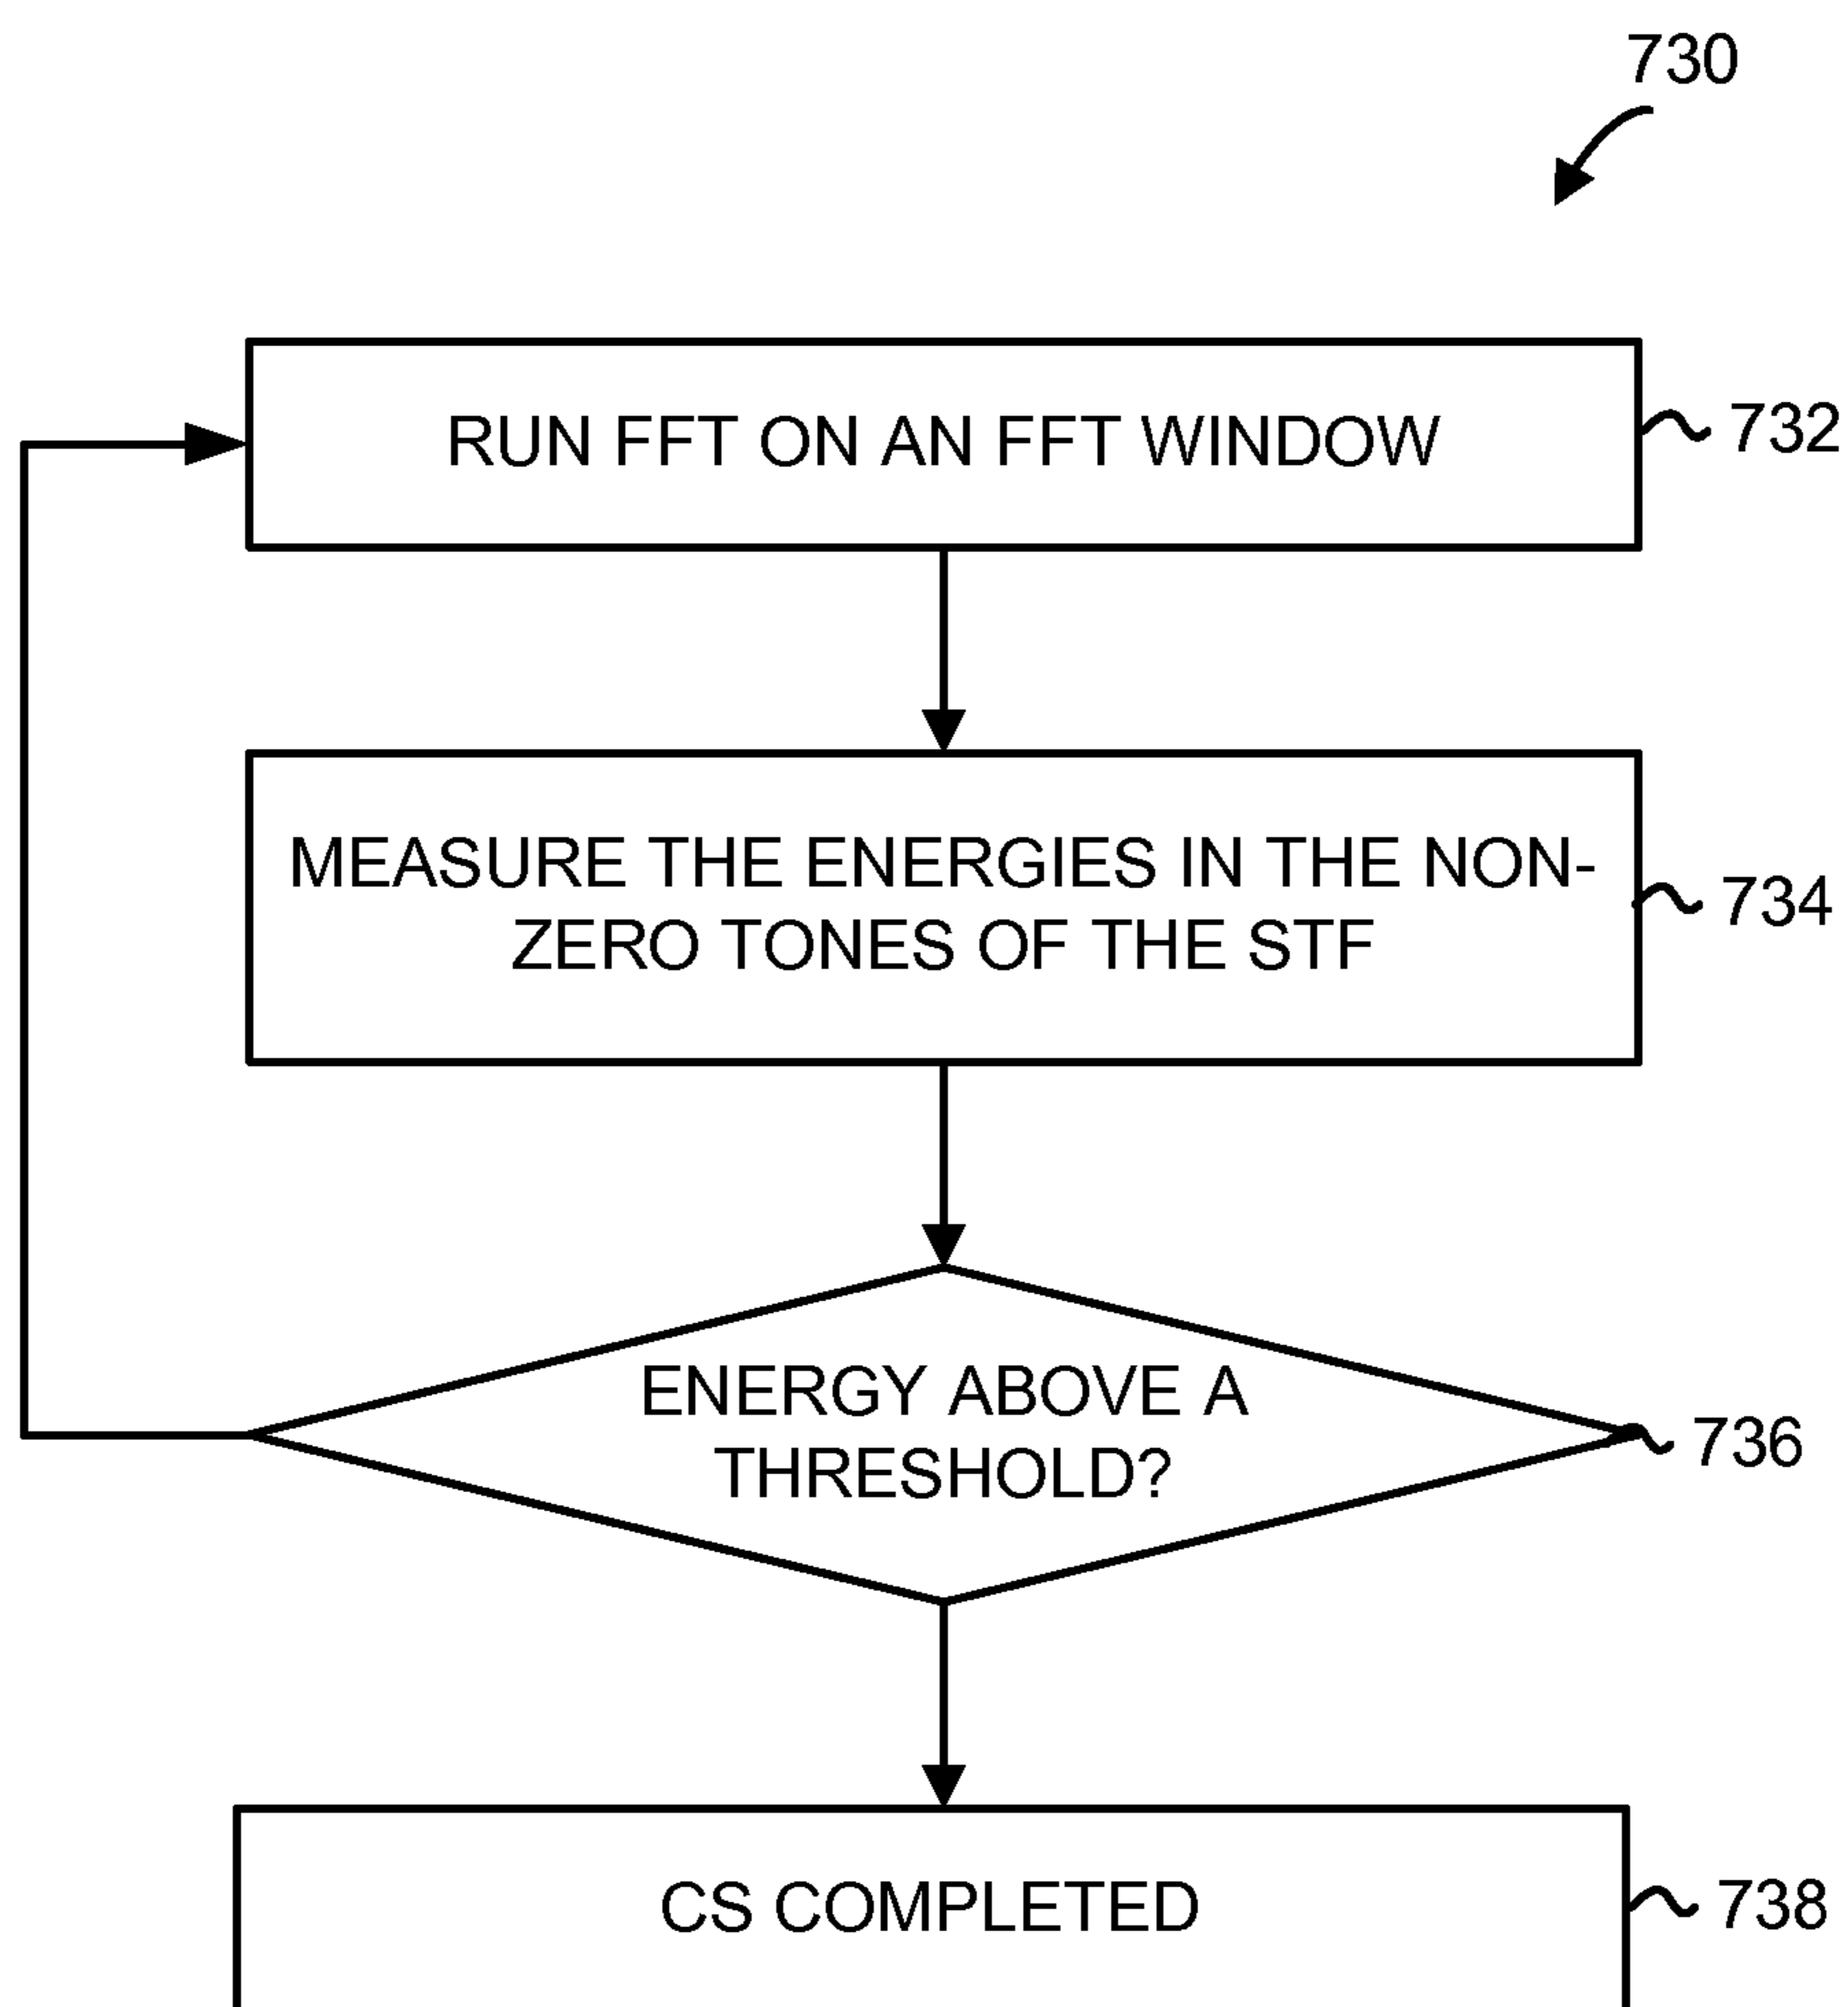 730
RUN FFT ON AN FFT WINDOW
732
MEASURE THE ENERGIES IN THE NON-
ZERO TONES OF THE STF
734
ENERGY ABOVE A
THRESHOLD?
736
CS COMPLETED
738